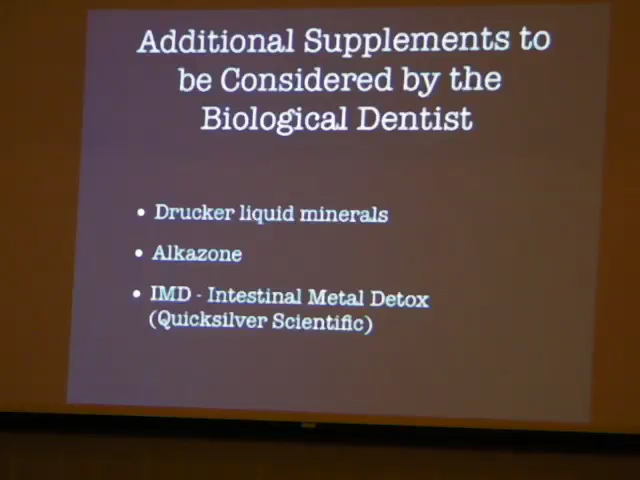 Additional Supplements to
be Considered by the
Biological Dentist
• Drucker liquid minerals
• Alkazone
• IMD - Intestinal Metal Detox
(Quicksilver Scientific)